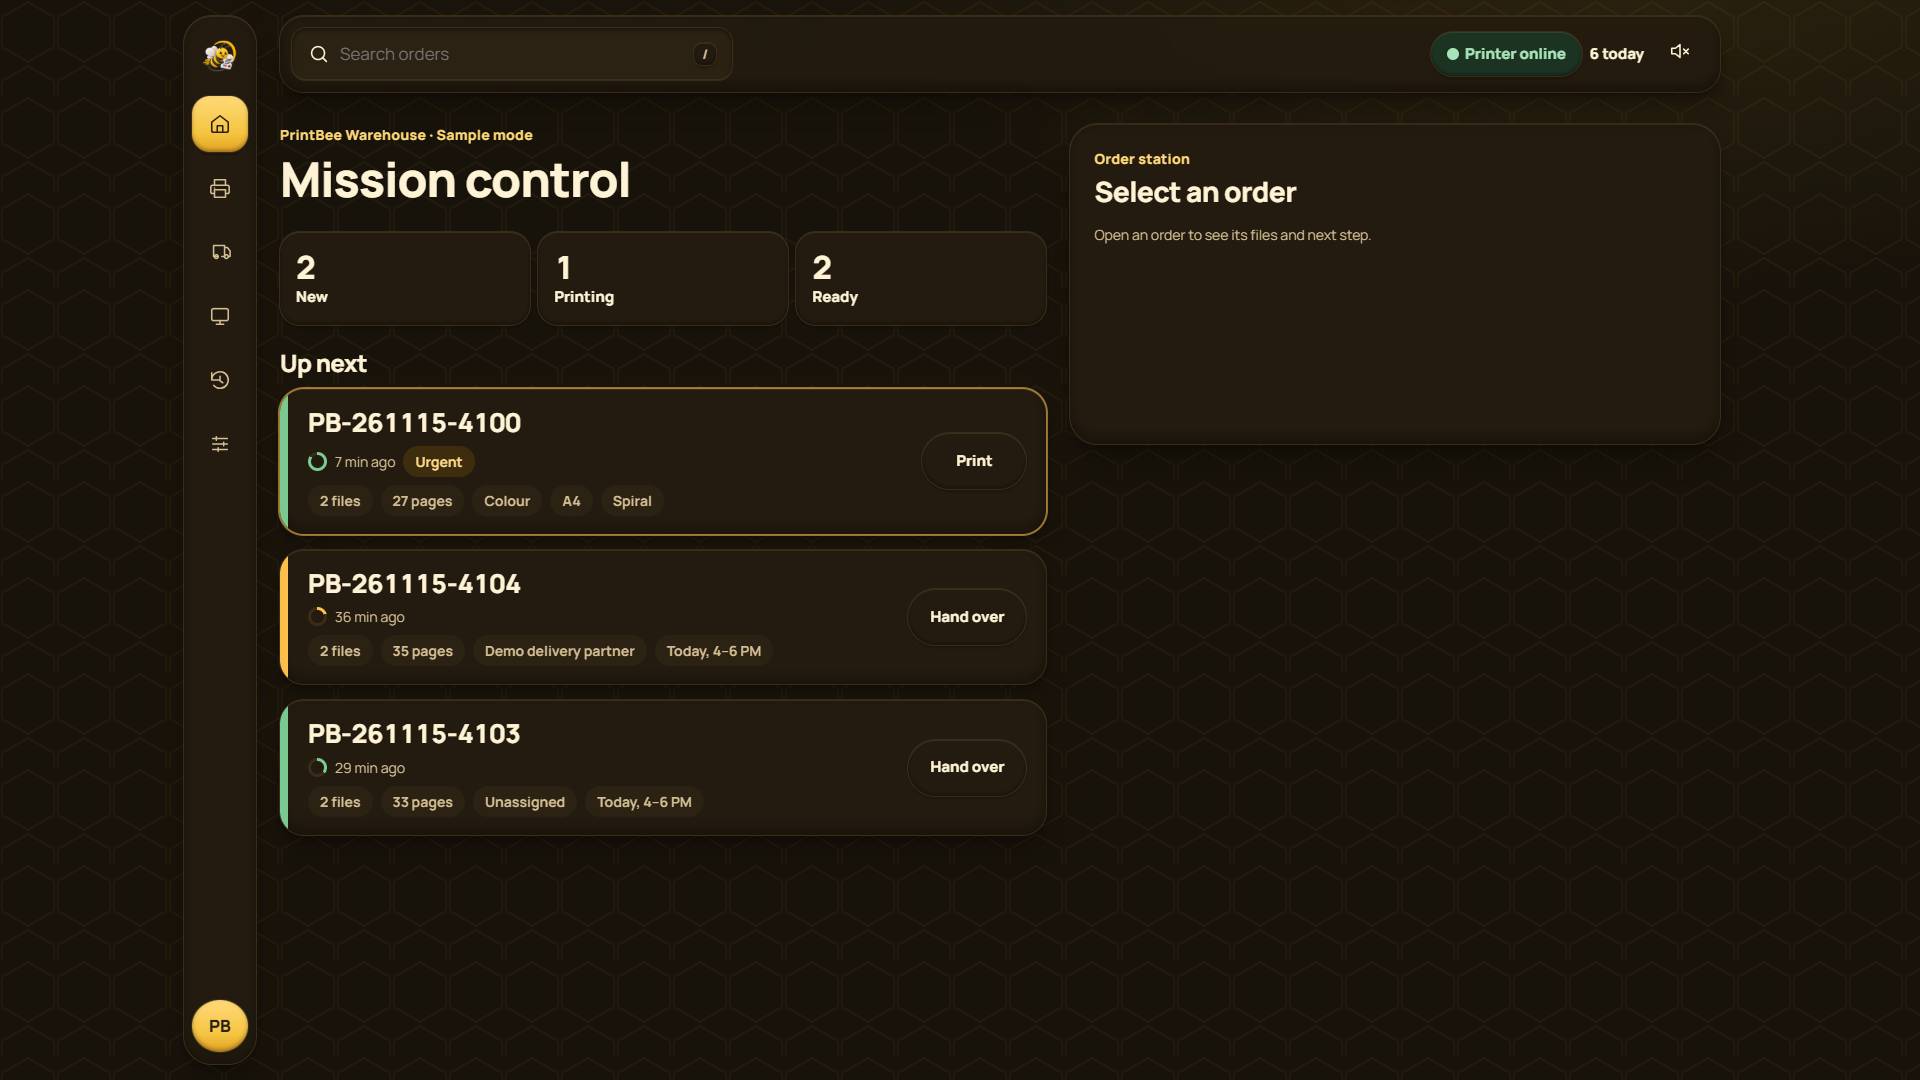 Search orders
/
Printer online
6 today
PrintBee Warehouse · Sample mode
Mission control
2
New
1
Printing
2
Ready
Up next
PB-261115-4100
7 min ago
Urgent
2 files
27 pages
Colour
A4
Spiral
Print
PB-261115-4104
36 min ago
2 files
35 pages
Demo delivery partner
Today, 4–6 PM
Hand over
PB-261115-4103
29 min ago
2 files
33 pages
Unassigned
Today, 4–6 PM
Hand over
Order station
Select an order
Open an order to see its files and next step.
PB